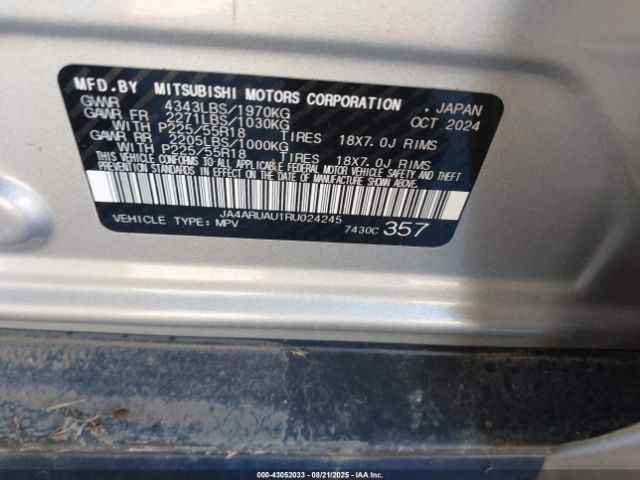 MFD.BY MITSUBISHI MOTORS CORPORATION . JAPAN
GVWR 4343LBS/1970KG OCT 2024
GAWR FR 2271LBS/1030KG
WITH P225/55R18 TIRES 18X7.0J RIMS
GAWR RR 2205LBS/1000KG
WITH P225/55R18 TIRES 18X7.0J RIMS
THIS VEHICLE CONFORMS TO ALL APPLICABLE FEDERAL MOTOR VEHICLE SAFETY AND THEFT
PREVENTION STANDARDS IN EFFECT ON THE DATE OF MANUFACTURE SHOWN ABOVE.
JA4ARUAU1RU024245
VEHICLE TYPE: MPV 7430C 357
000-43052033 - 08/21/2025 - IAA Inc.